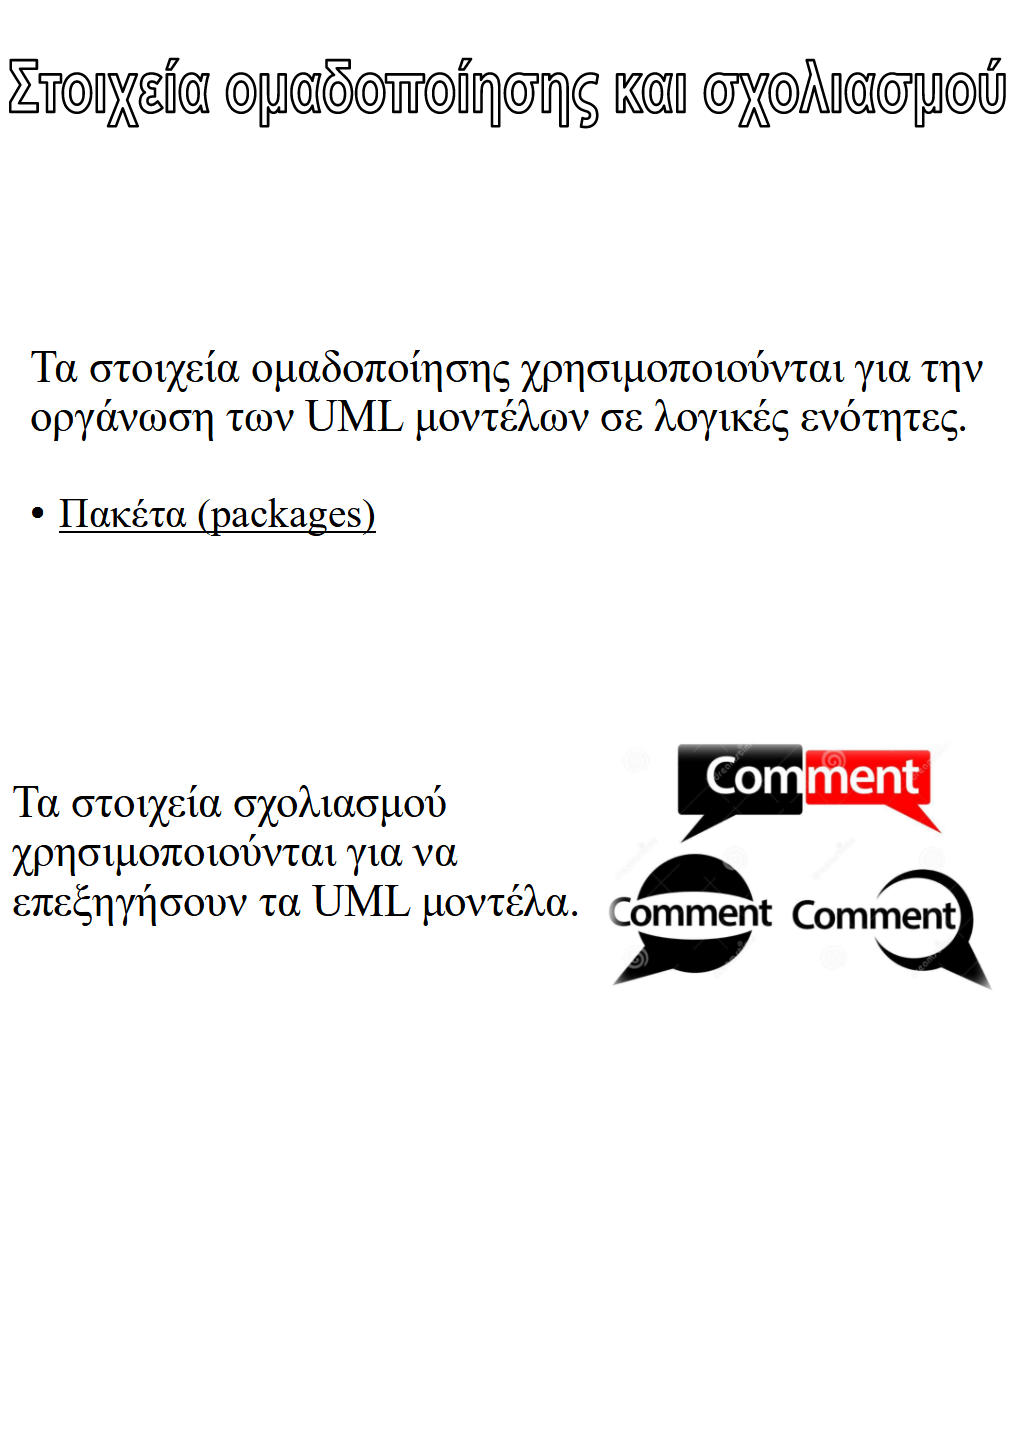 Στοιχεία ομαδοποίησης και σχολιασμού
Τα στοιχεία ομαδοποίησης χρησιμοποιούνται για την
οργάνωση των UML μοντέλων σε λογικές ενότητες.
• Πακέτα (packages)
Τα στοιχεία σχολιασμού
χρησιμοποιούνται για να
επεξηγήσουν τα UML μοντέλα.
Comment
Comment
Comment